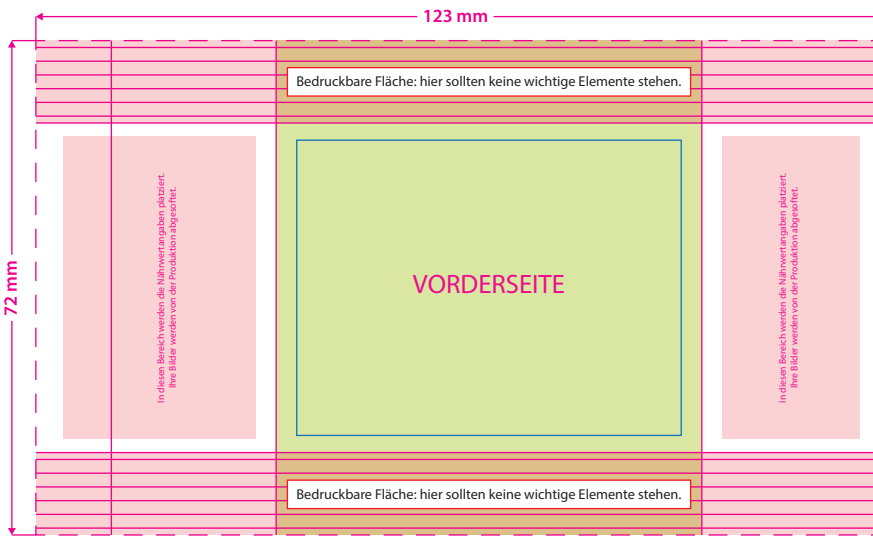 123 mm
Bedruckbare Fläche: hier sollten keine wichtige Elemente stehen.
72 mm
In diesen Bereich werden die Nährwertangaben platziert.
Ihre Bilder werden von der Produktion abgesoftet.
VORDERSEITE
In diesen Bereich werden die Nährwertangaben platziert.
Ihre Bilder werden von der Produktion abgesoftet.
Bedruckbare Fläche: hier sollten keine wichtige Elemente stehen.